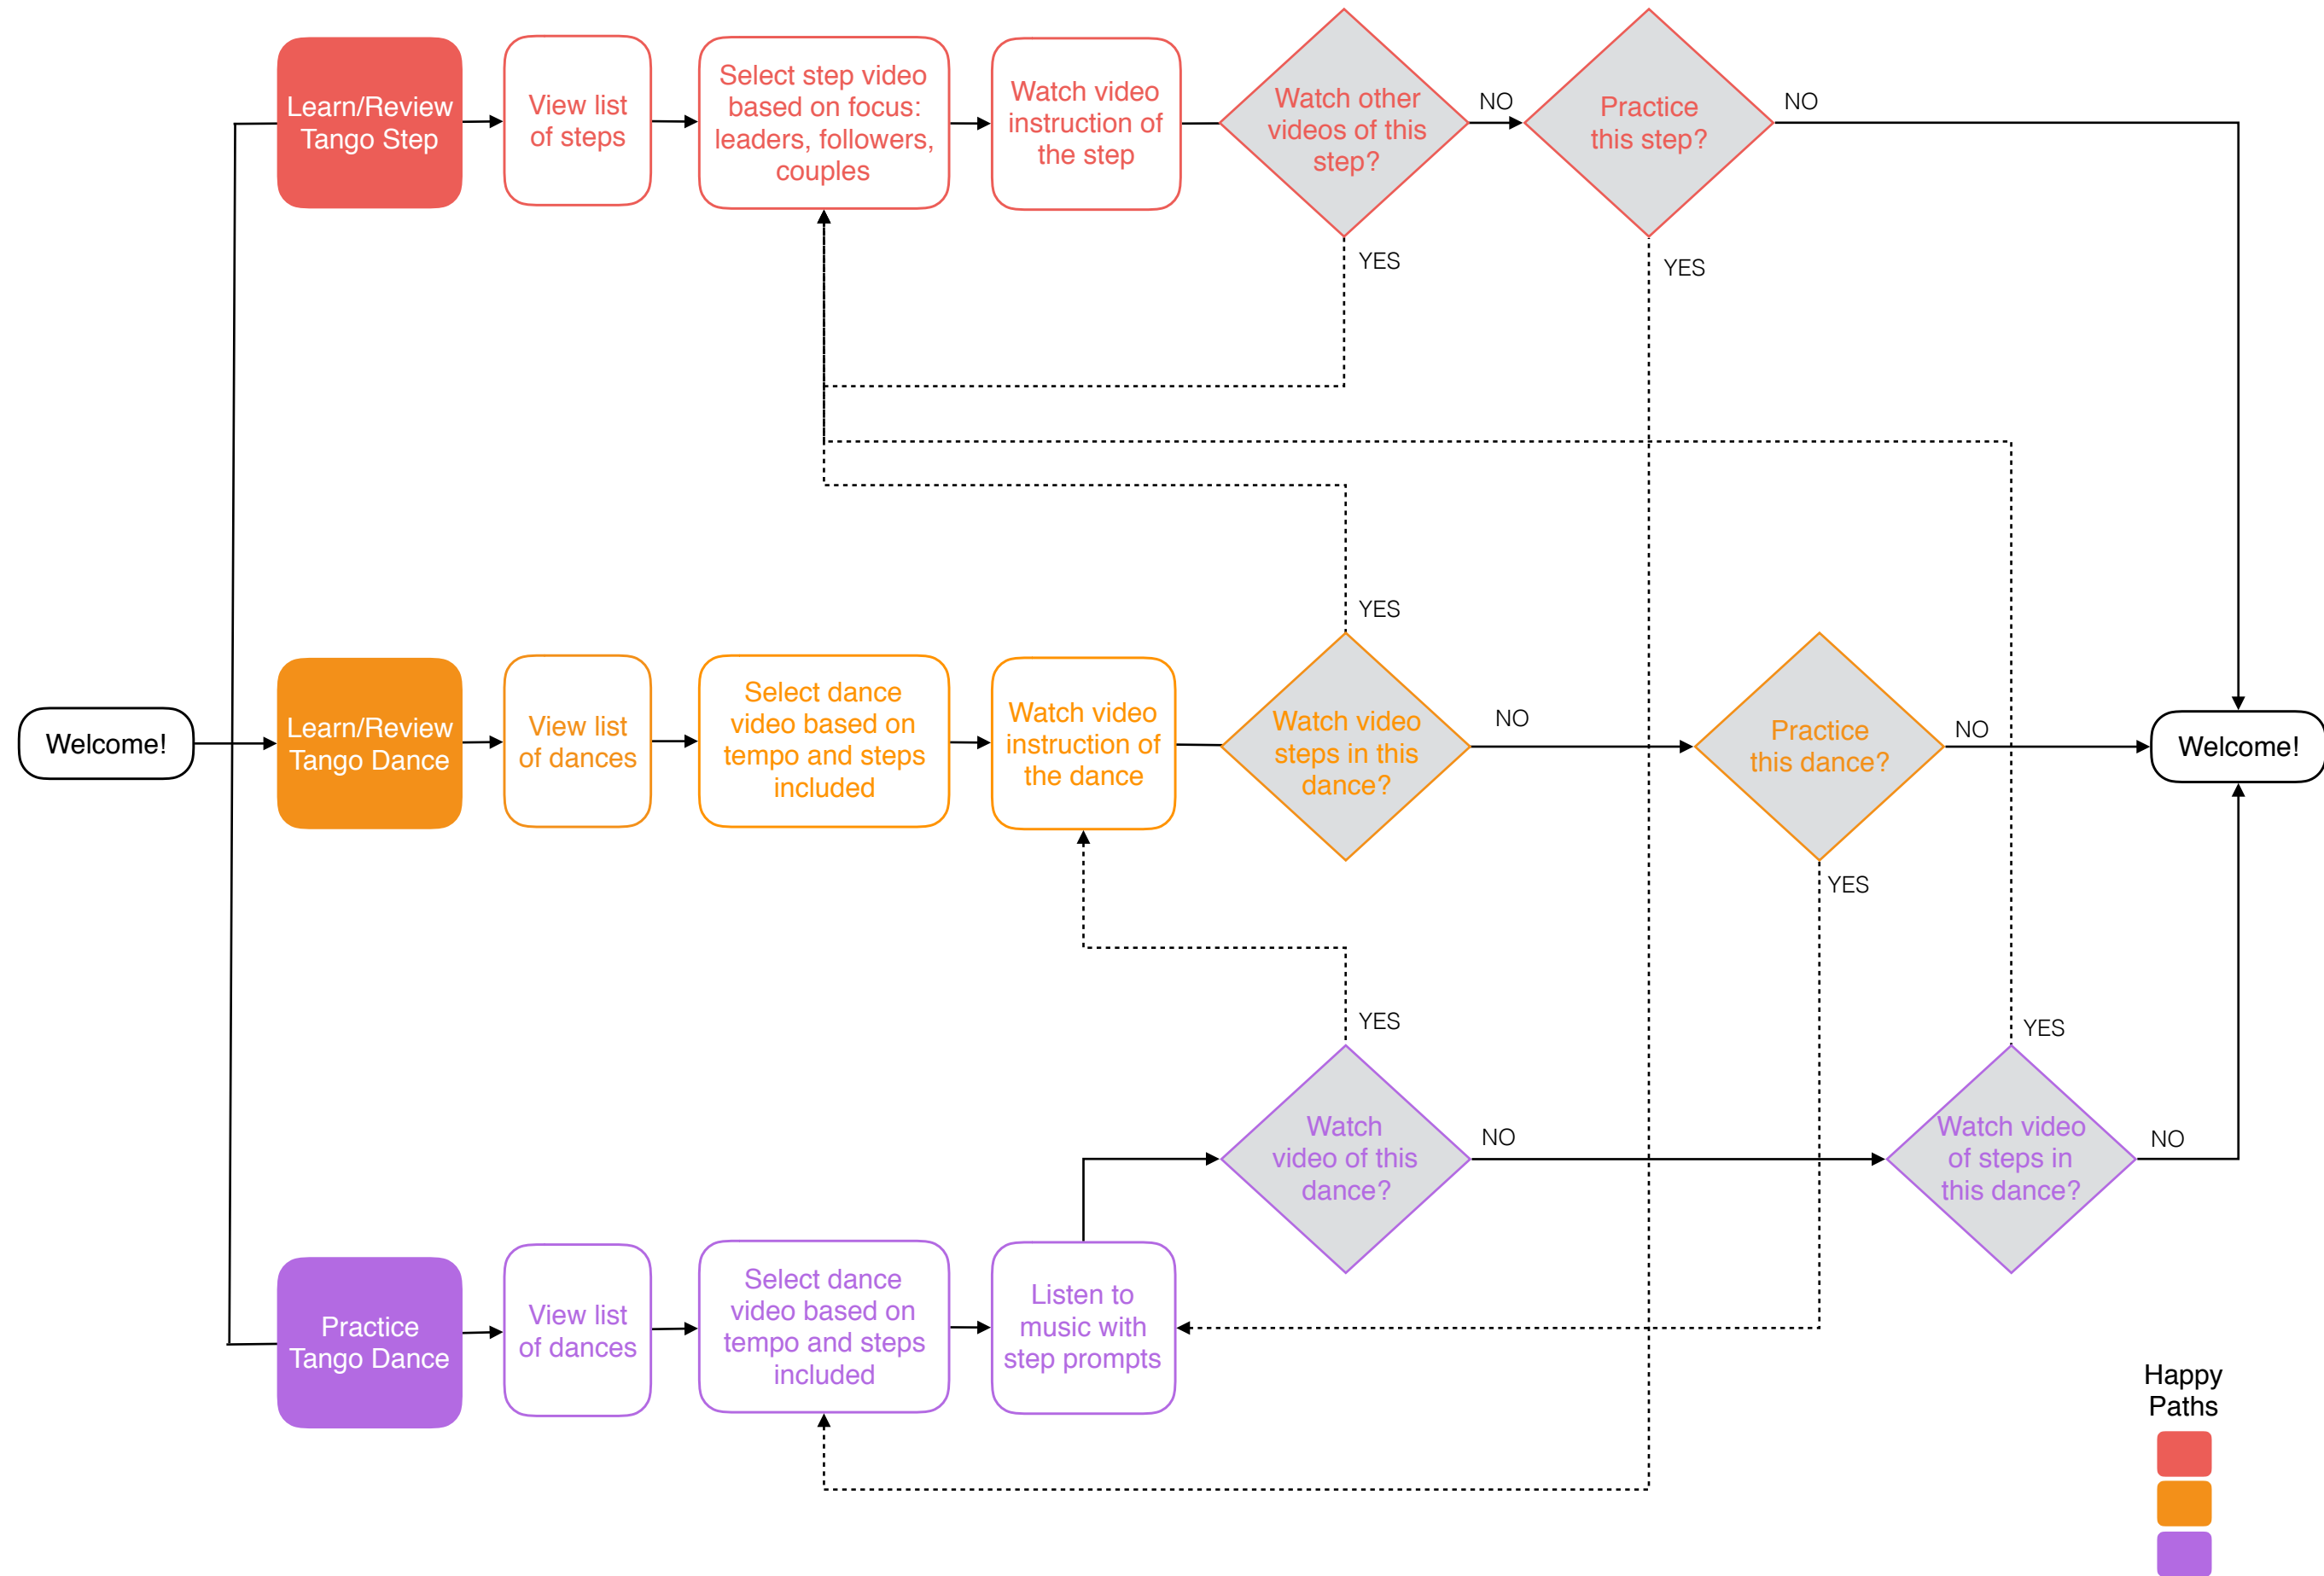 Learn/Review
Tango Step
View list
of steps
Select step video
based on focus:
leaders, followers,
couples
Watch video
instruction of
the step
Watch other
videos of this
step?
NO
Practice
this step?
NO
YES
YES
Welcome!
Learn/Review
Tango Dance
View list
of dances
Select dance
video based on
tempo and steps
included
Watch video
instruction of
the dance
YES
Watch video
steps in this
dance?
NO
Practice
this dance?
NO
Welcome!
YES
Practice
Tango Dance
View list
of dances
Select dance
video based on
tempo and steps
included
Listen to
music with
step prompts
YES
Watch
video of this
dance?
NO
YES
Watch video
of steps in
this dance?
NO
Happy
Paths